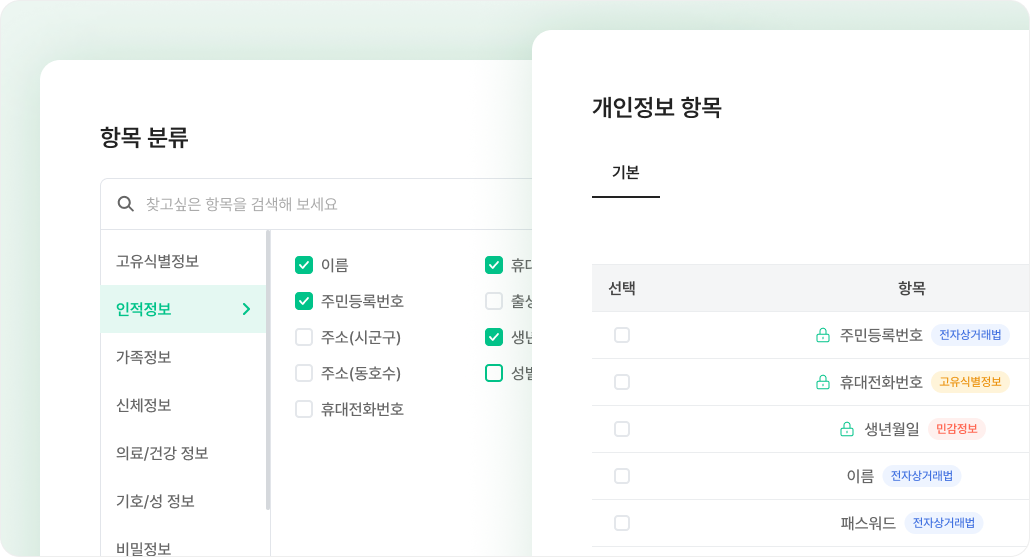 항목 분류
찾고싶은 항목을 검색해 보세요
고유식별정보
인적정보
가족정보
신체정보
의료/건강 정보
기호/성 정보
비밀정보
이름
주민등록번호
주소(시군구)
주소(동호수)
휴대전화번호
휴대
출생
생년
성별
개인정보 항목
기본
선택 항목
주민등록번호 전자상거래법
휴대전화번호 고유식별정보
생년월일 민감정보
이름 전자상거래법
패스워드 전자상거래법